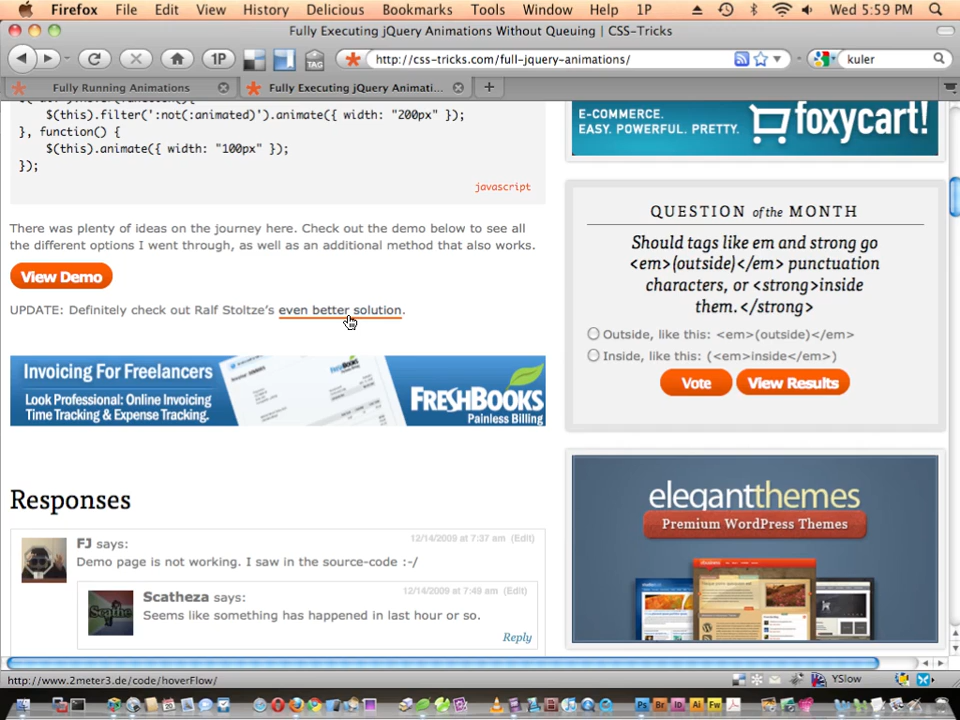 Firefox File Edit View History Delicious Bookmarks Tools Window Help 1P Wed 5:59 PM
Fully Executing jQuery Animations Without Queuing | CSS-Tricks
1P TAG http://css-tricks.com/full-jquery-animations/ kuler
Fully Running Animations
Fully Executing jQuery Animati...
$(this).filter(':not(:animated)').animate({ width: "200px" });
}, function() {
$(this).animate({ width: "100px" });
});
javascript
There was plenty of ideas on the journey here. Check out the demo below to see all
the different options I went through, as well as an additional method that also works.
View Demo
UPDATE: Definitely check out Ralf Stoltze's even better solution.
Invoicing For Freelancers
Look Professional: Online Invoicing
Time Tracking & Expense Tracking.
FRESHBOOKS
Painless Billing
Responses
FJ says:
12/14/2009 at 7:37 am (Edit)
Demo page is not working. I saw in the source-code :-/
Scatheza says:
12/14/2009 at 7:49 am (Edit)
Seems like something has happened in last hour or so.
Reply
E-COMMERCE.
EASY. POWERFUL. PRETTY.
foxycart!
QUESTION of the MONTH
Should tags like em and strong go
<em>(outside)</em> punctuation
characters, or <strong>inside
them.</strong>
Outside, like this: <em>(outside)</em>
Inside, like this: (<em>inside</em>)
Vote
View Results
elegantthemes
Premium WordPress Themes
http://www.2meter3.de/code/hoverFlow/
YSlow
Ps Br Id Ai Fw